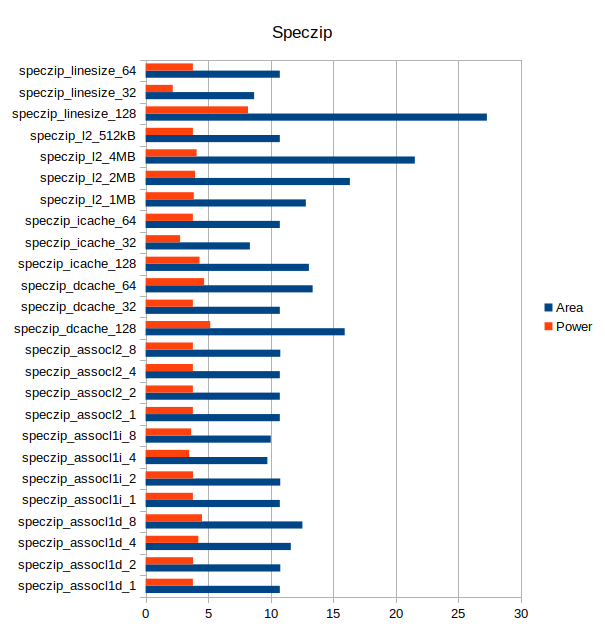 Speczip
speczip_linesize_64
speczip_linesize_32
speczip_linesize_128
speczip_l2_512kB
speczip_l2_4MB
speczip_l2_2MB
speczip_l2_1MB
speczip_icache_64
speczip_icache_32
speczip_icache_128
speczip_dcache_64
speczip_dcache_32
speczip_dcache_128
speczip_assocl2_8
speczip_assocl2_4
speczip_assocl2_2
speczip_assocl2_1
speczip_assocl1i_8
speczip_assocl1i_4
speczip_assocl1i_2
speczip_assocl1i_1
speczip_assocl1d_8
speczip_assocl1d_4
speczip_assocl1d_2
speczip_assocl1d_1
0 5 10 15 20 25 30
Area
Power